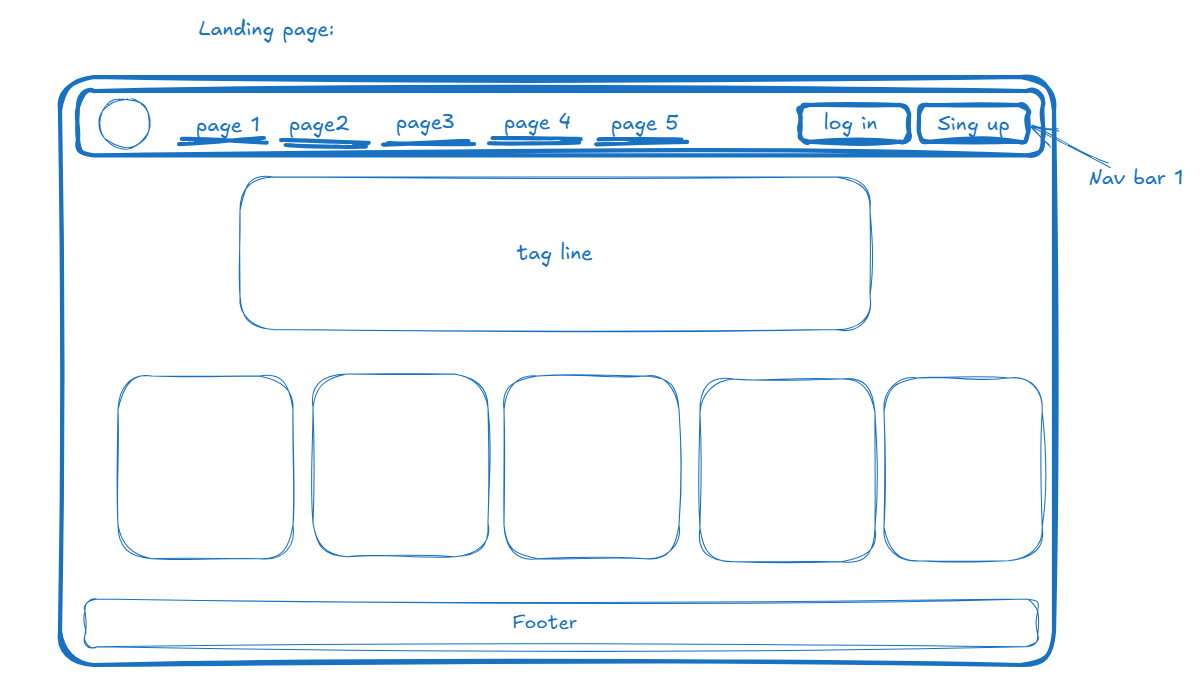 Landing page:
page 1 page2 page3 page 4 page 5 log in Sing up
Nav bar 1
tag line
Footer